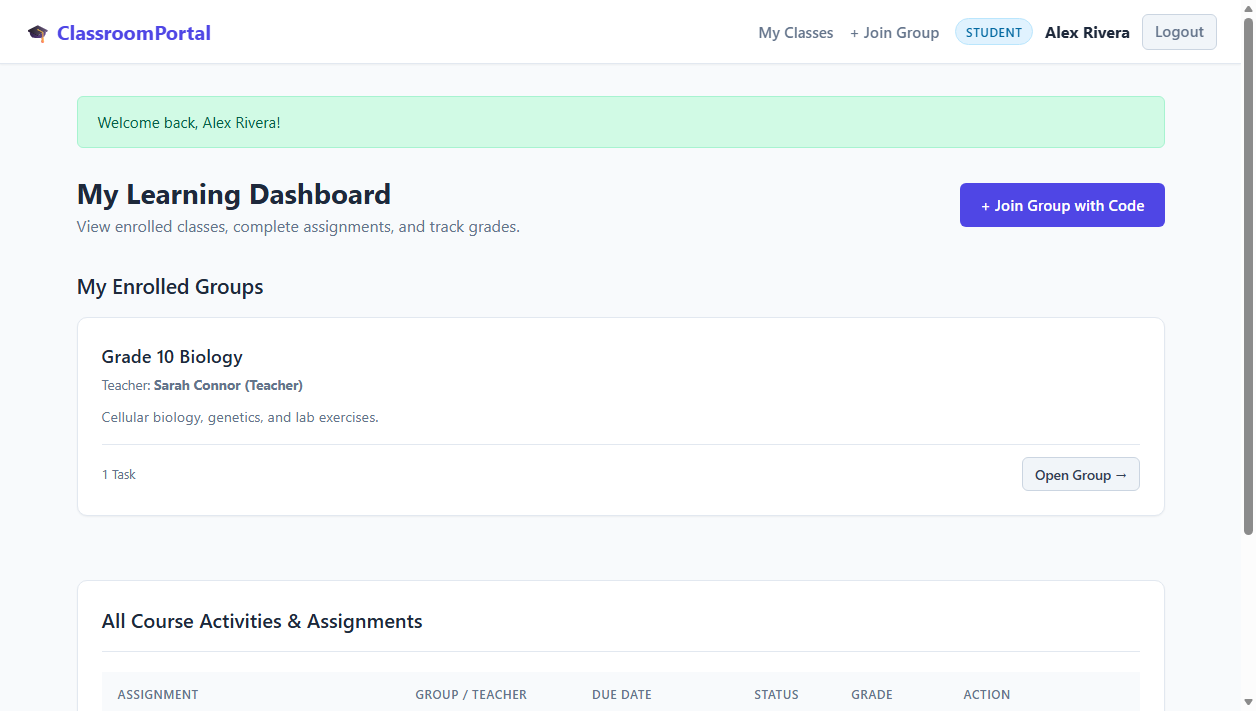 ClassroomPortal
My Classes + Join Group STUDENT Alex Rivera Logout
Welcome back, Alex Rivera!
My Learning Dashboard
View enrolled classes, complete assignments, and track grades.
+ Join Group with Code
My Enrolled Groups
Grade 10 Biology
Teacher: Sarah Connor (Teacher)
Cellular biology, genetics, and lab exercises.
1 Task
Open Group →
All Course Activities & Assignments
ASSIGNMENT GROUP / TEACHER DUE DATE STATUS GRADE ACTION